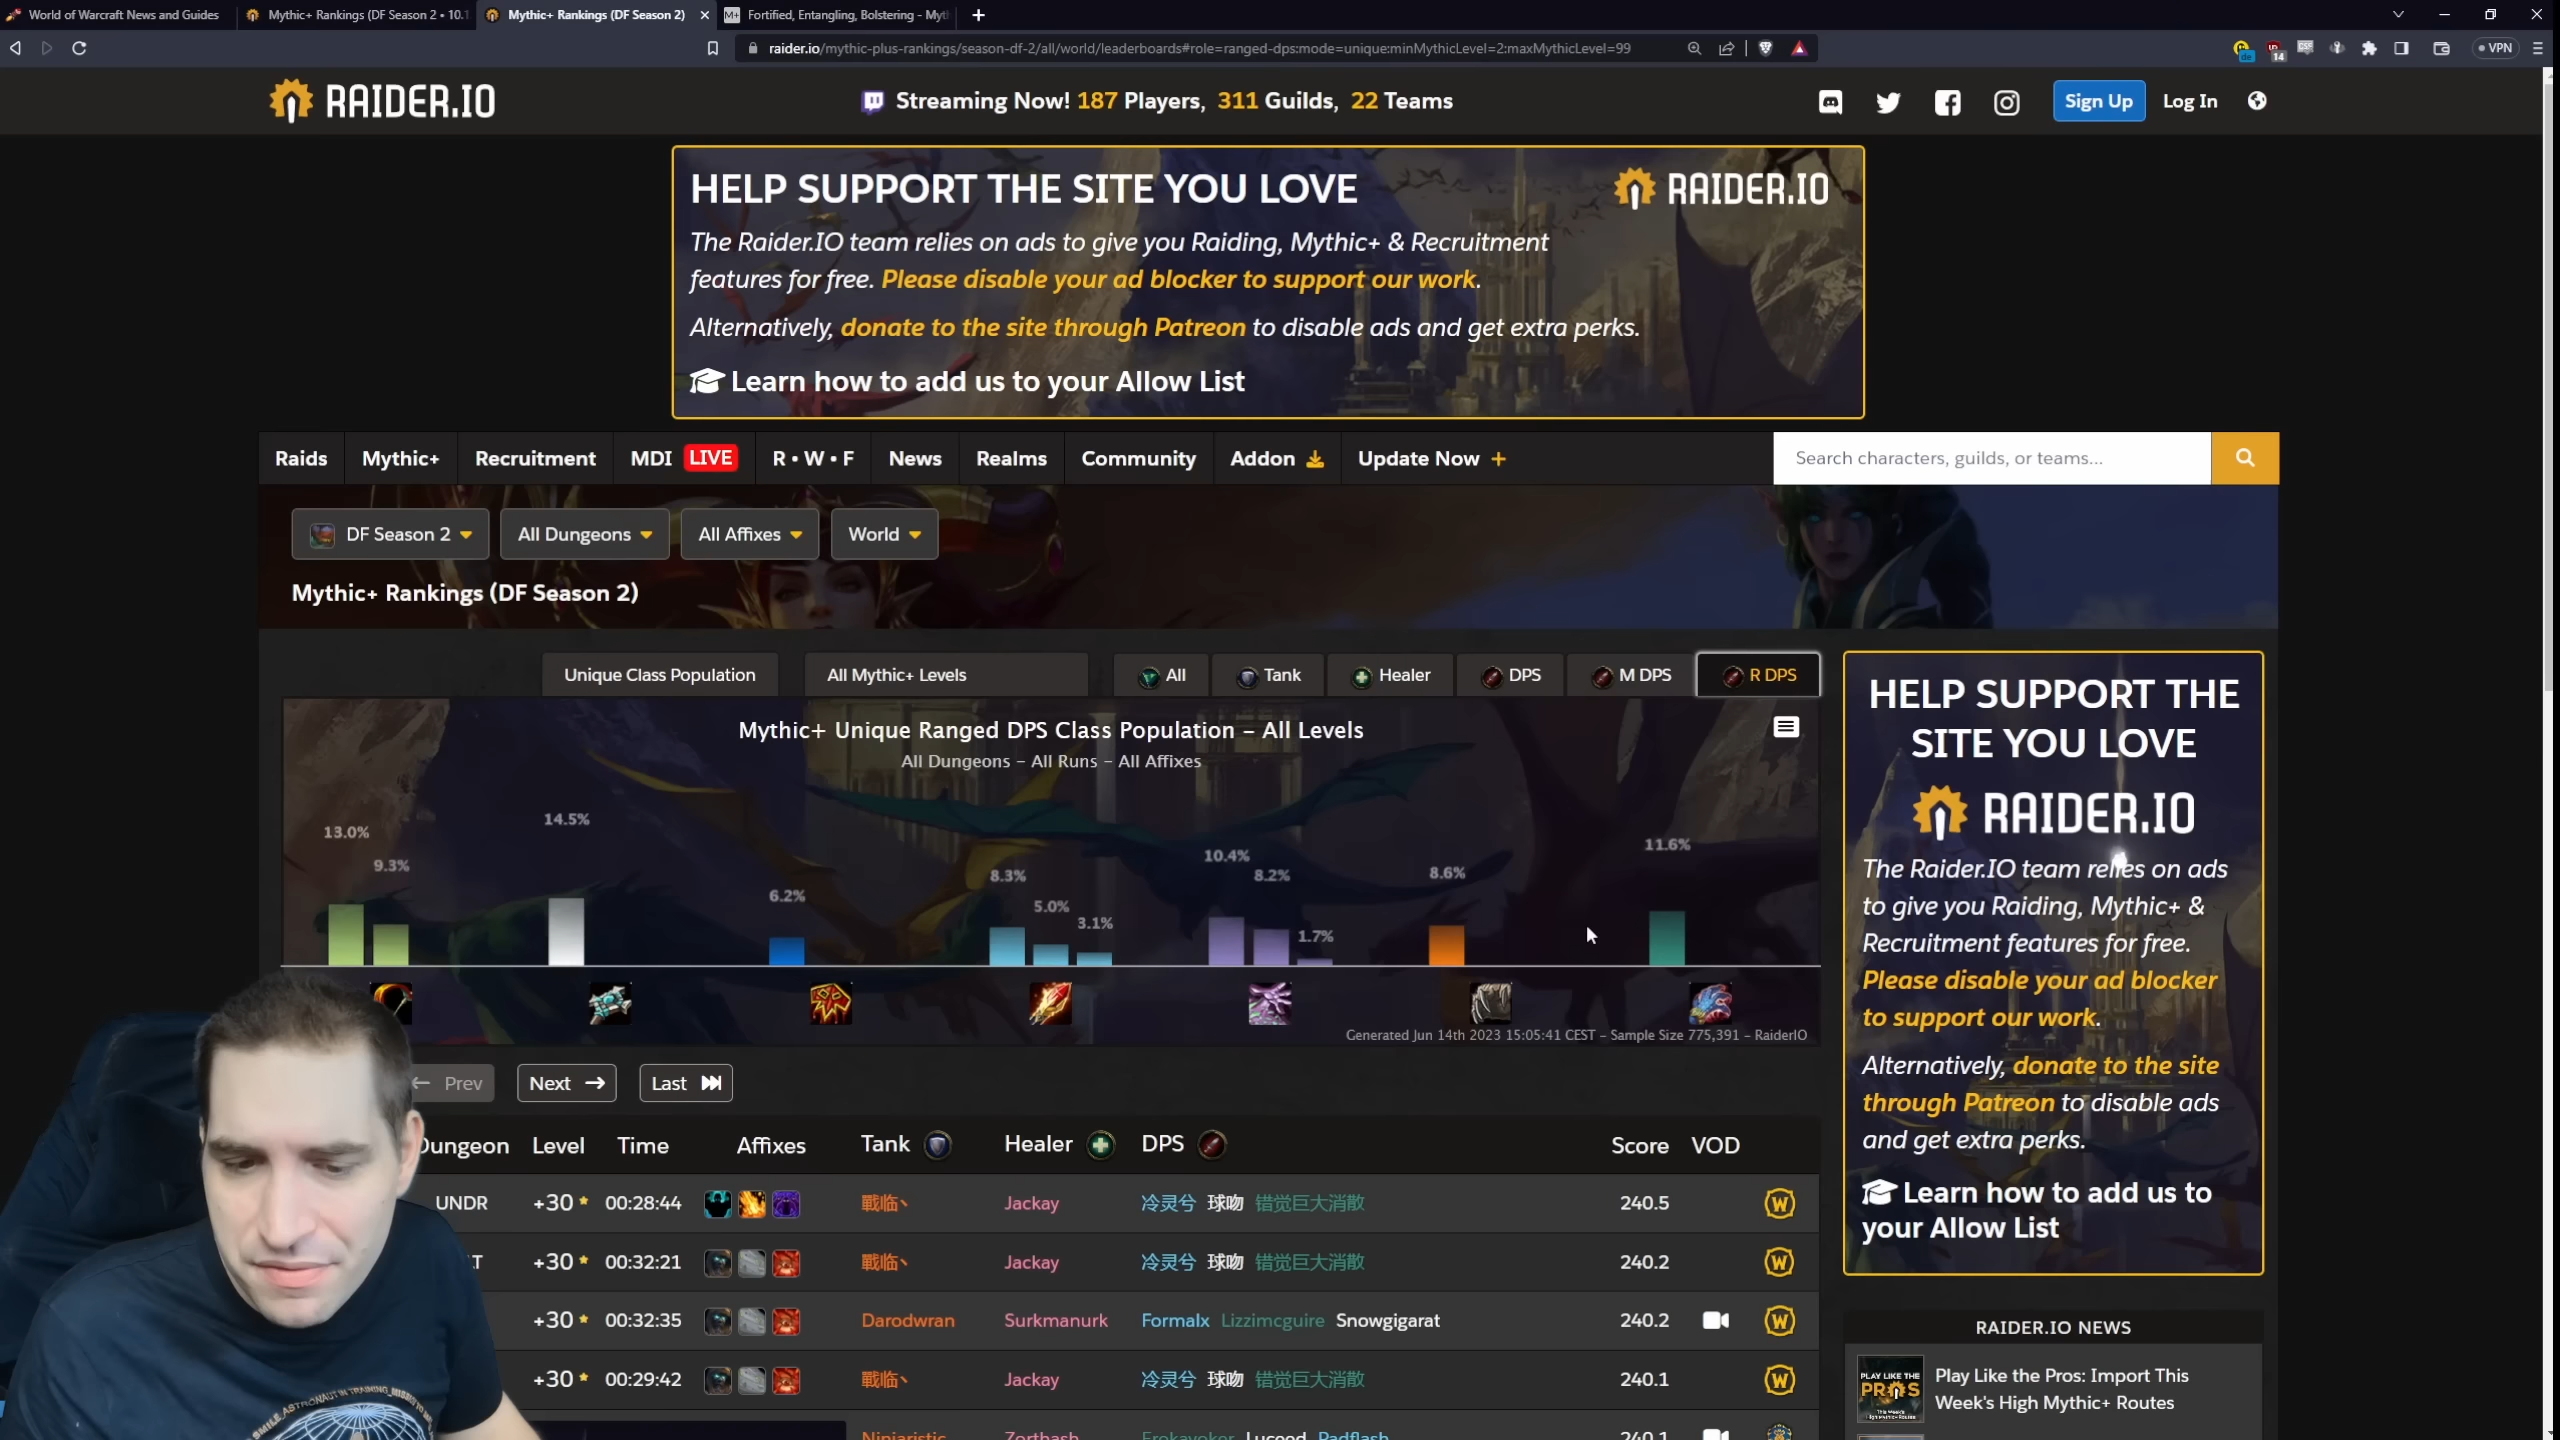 World of Warcraft News and Guides
Mythic+ Rankings (DF Season 2 • 10.1
Mythic+ Rankings (DF Season 2)
Fortified, Entangling, Bolstering - Myt
raider.io/mythic-plus-rankings/season-df-2/all/world/leaderboards#role=ranged-dps:mode=unique:minMythicLevel=2:maxMythicLevel=99
14
VPN
RAIDER.IO
Streaming Now! 187 Players, 311 Guilds, 22 Teams
Sign Up
Log In
HELP SUPPORT THE SITE YOU LOVE
RAIDER.IO
The Raider.IO team relies on ads to give you Raiding, Mythic+ & Recruitment
features for free. Please disable your ad blocker to support our work.
Alternatively, donate to the site through Patreon to disable ads and get extra perks.
Learn how to add us to your Allow List
Raids
Mythic+
Recruitment
MDI LIVE
R • W • F
News
Realms
Community
Addon
Update Now +
Search characters, guilds, or teams...
DF Season 2
All Dungeons
All Affixes
World
Mythic+ Rankings (DF Season 2)
Unique Class Population
All Mythic+ Levels
All
Tank
Healer
DPS
M DPS
R DPS
Mythic+ Unique Ranged DPS Class Population – All Levels
All Dungeons – All Runs – All Affixes
13.0%
9.3%
14.5%
6.2%
8.3%
5.0%
3.1%
10.4%
8.2%
1.7%
8.6%
11.6%
Generated Jun 14th 2023 15:05:41 CEST – Sample Size 775,391 – RaiderIO
Prev
Next
Last
Dungeon Level Time Affixes Tank Healer DPS Score VOD
UNDR +30 00:28:44 戰临丶 Jackay 冷灵兮 球吻 错觉巨大消散 240.5
+30 00:32:21 戰临丶 Jackay 冷灵兮 球吻 错觉巨大消散 240.2
+30 00:32:35 Darodwran Surkmanurk Formalx Lizzimcguire Snowgigarat 240.2
+30 00:29:42 戰临丶 Jackay 冷灵兮 球吻 错觉巨大消散 240.1
Padflash 240.1
HELP SUPPORT THE
SITE YOU LOVE
RAIDER.IO
The Raider.IO team relies on ads
to give you Raiding, Mythic+ &
Recruitment features for free.
Please disable your ad blocker
to support our work.
Alternatively, donate to the site
through Patreon to disable ads
and get extra perks.
Learn how to add us to
your Allow List
RAIDER.IO NEWS
PLAY LIKE THE
PROS
Play Like the Pros: Import This
Week's High Mythic+ Routes